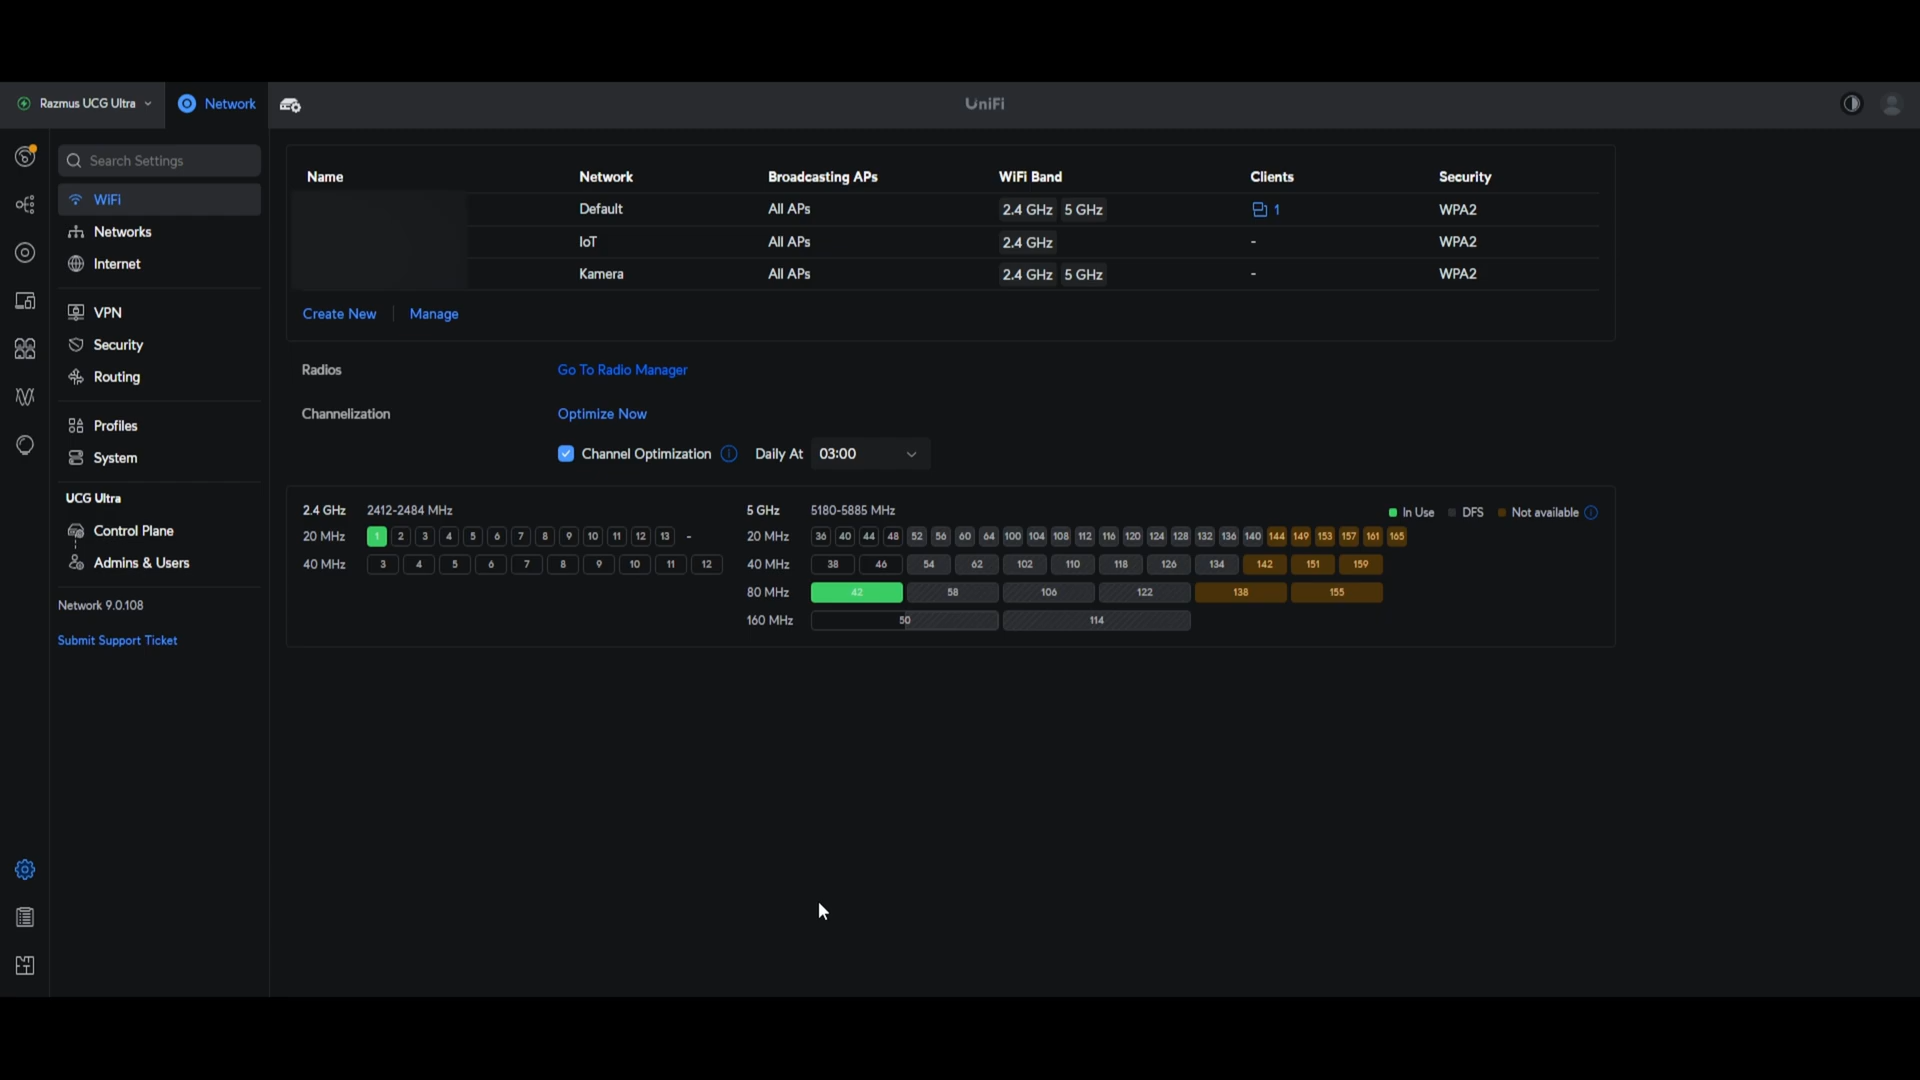 Razmus UCG Ultra
Network
UniFi
Search Settings
WiFi
Networks
Internet
VPN
Security
Routing
Profiles
System
UCG Ultra
Control Plane
Admins & Users
Network 9.0.108
Submit Support Ticket
Name Network Broadcasting APs WiFi Band Clients Security
Default All APs 2.4 GHz 5 GHz 1 WPA2
IoT All APs 2.4 GHz - WPA2
Kamera All APs 2.4 GHz 5 GHz - WPA2
Create New Manage
Radios Go To Radio Manager
Channelization Optimize Now
Channel Optimization Daily At 03:00
2.4 GHz 2412-2484 MHz
20 MHz 1 2 3 4 5 6 7 8 9 10 11 12 13 -
40 MHz 3 4 5 6 7 8 9 10 11 12
5 GHz 5180-5885 MHz In Use DFS Not available
20 MHz 36 40 44 48 52 56 60 64 100 104 108 112 116 120 124 128 132 136 140 144 149 153 157 161 165
40 MHz 38 46 54 62 102 110 118 126 134 142 151 159
80 MHz 42 58 106 122 138 155
160 MHz 50 114